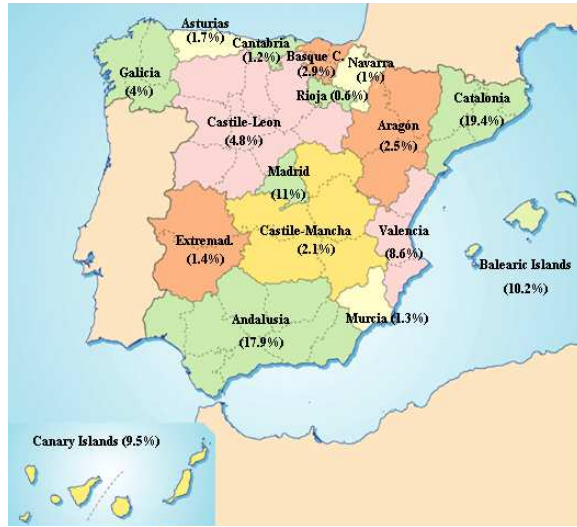 Asturias
(1.7%)
Cantabria
(1.2%)
Basque C.
(2.9%)
Navarra
(1%)
Galicia
(4%)
Rioja (0.6%)
Catalonia
(19.4%)
Castile-Leon
(4.8%)
Aragón
(2.5%)
Madrid
(11%)
Extremad.
(1.4%)
Castile-Mancha
(2.1%)
Valencia
(8.6%)
Balearic Islands
(10.2%)
Andalusia
(17.9%)
Murcia (1.3%)
Canary Islands (9.5%)